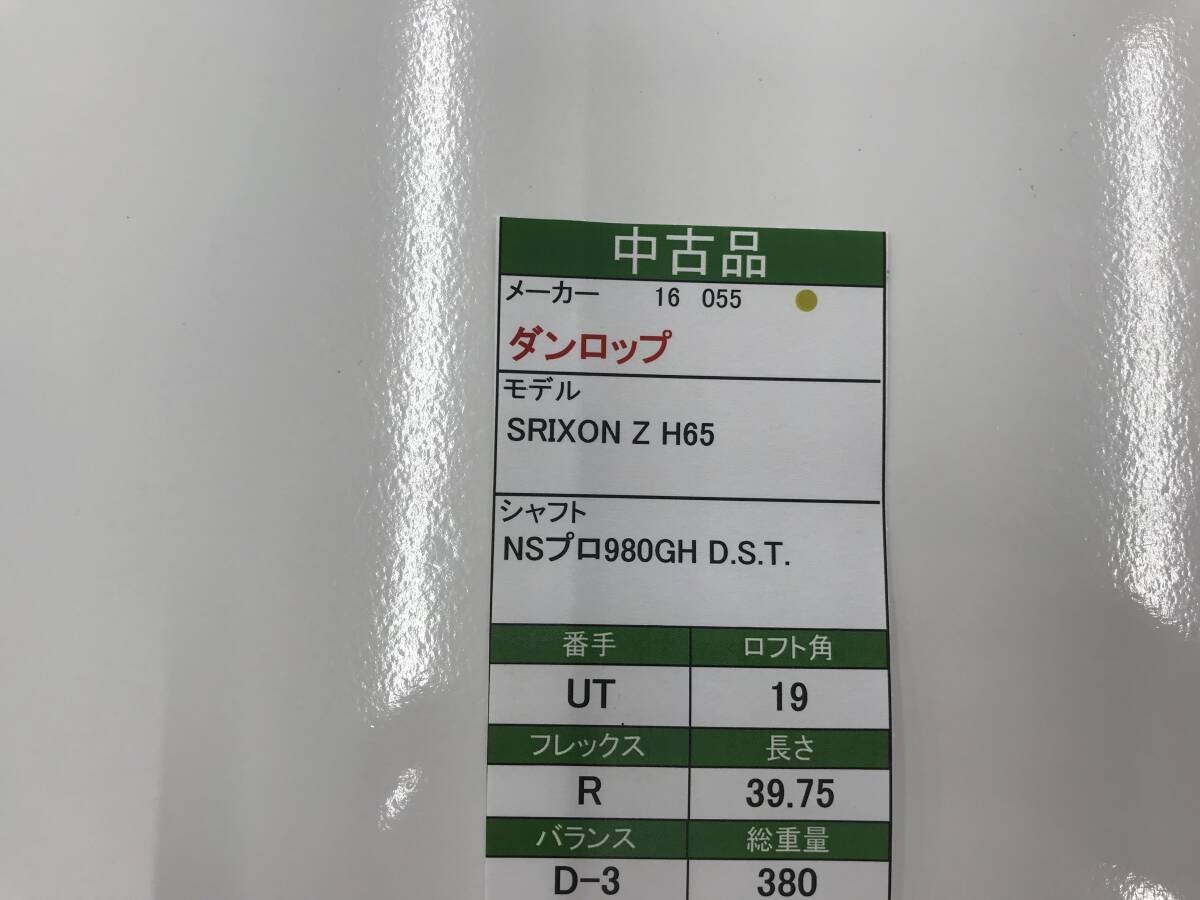 中古品
メーカー 16 055
ダンロップ
モデル
SRIXON Z H65
シャフト
NSプロ980GH D.S.T.
番手 ロフト角
UT 19
フレックス 長さ
R 39.75
バランス 総重量
D-3 380